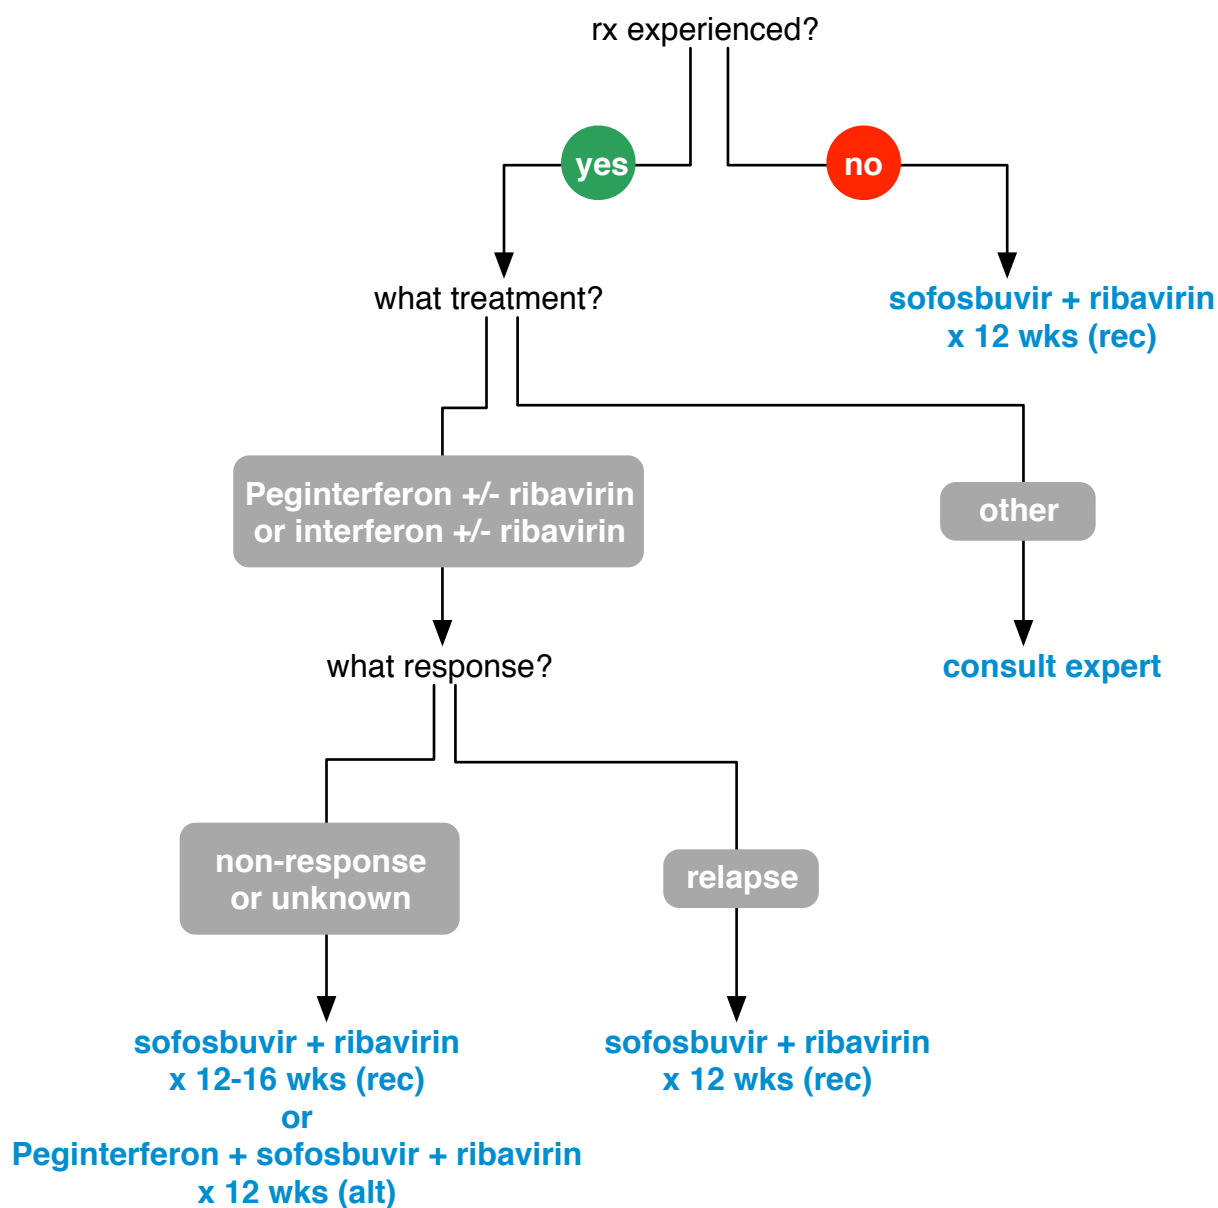 rx experienced?
yes
no
what treatment?
sofosbuvir + ribavirin
x 12 wks (rec)
Peginterferon +/- ribavirin
or interferon +/- ribavirin
other
what response?
consult expert
non-response
or unknown
relapse
sofosbuvir + ribavirin
x 12-16 wks (rec)
or
Peginterferon + sofosbuvir + ribavirin
x 12 wks (alt)
sofosbuvir + ribavirin
x 12 wks (rec)